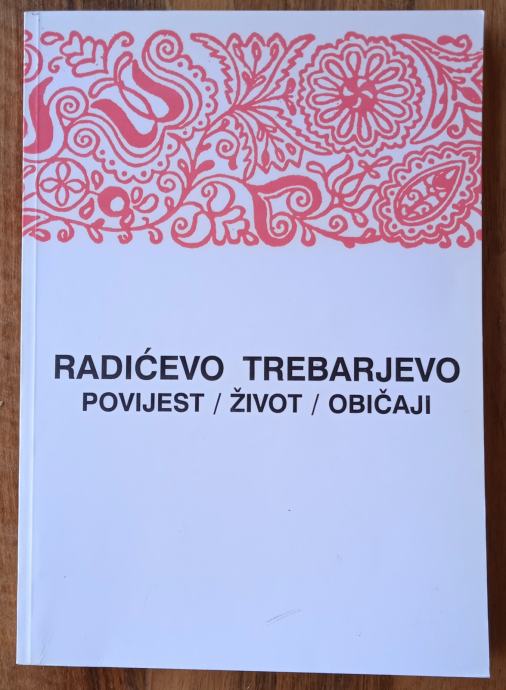 RADIĆEVO TREBARJEVO
POVIJEST / ŽIVOT / OBIČAJI